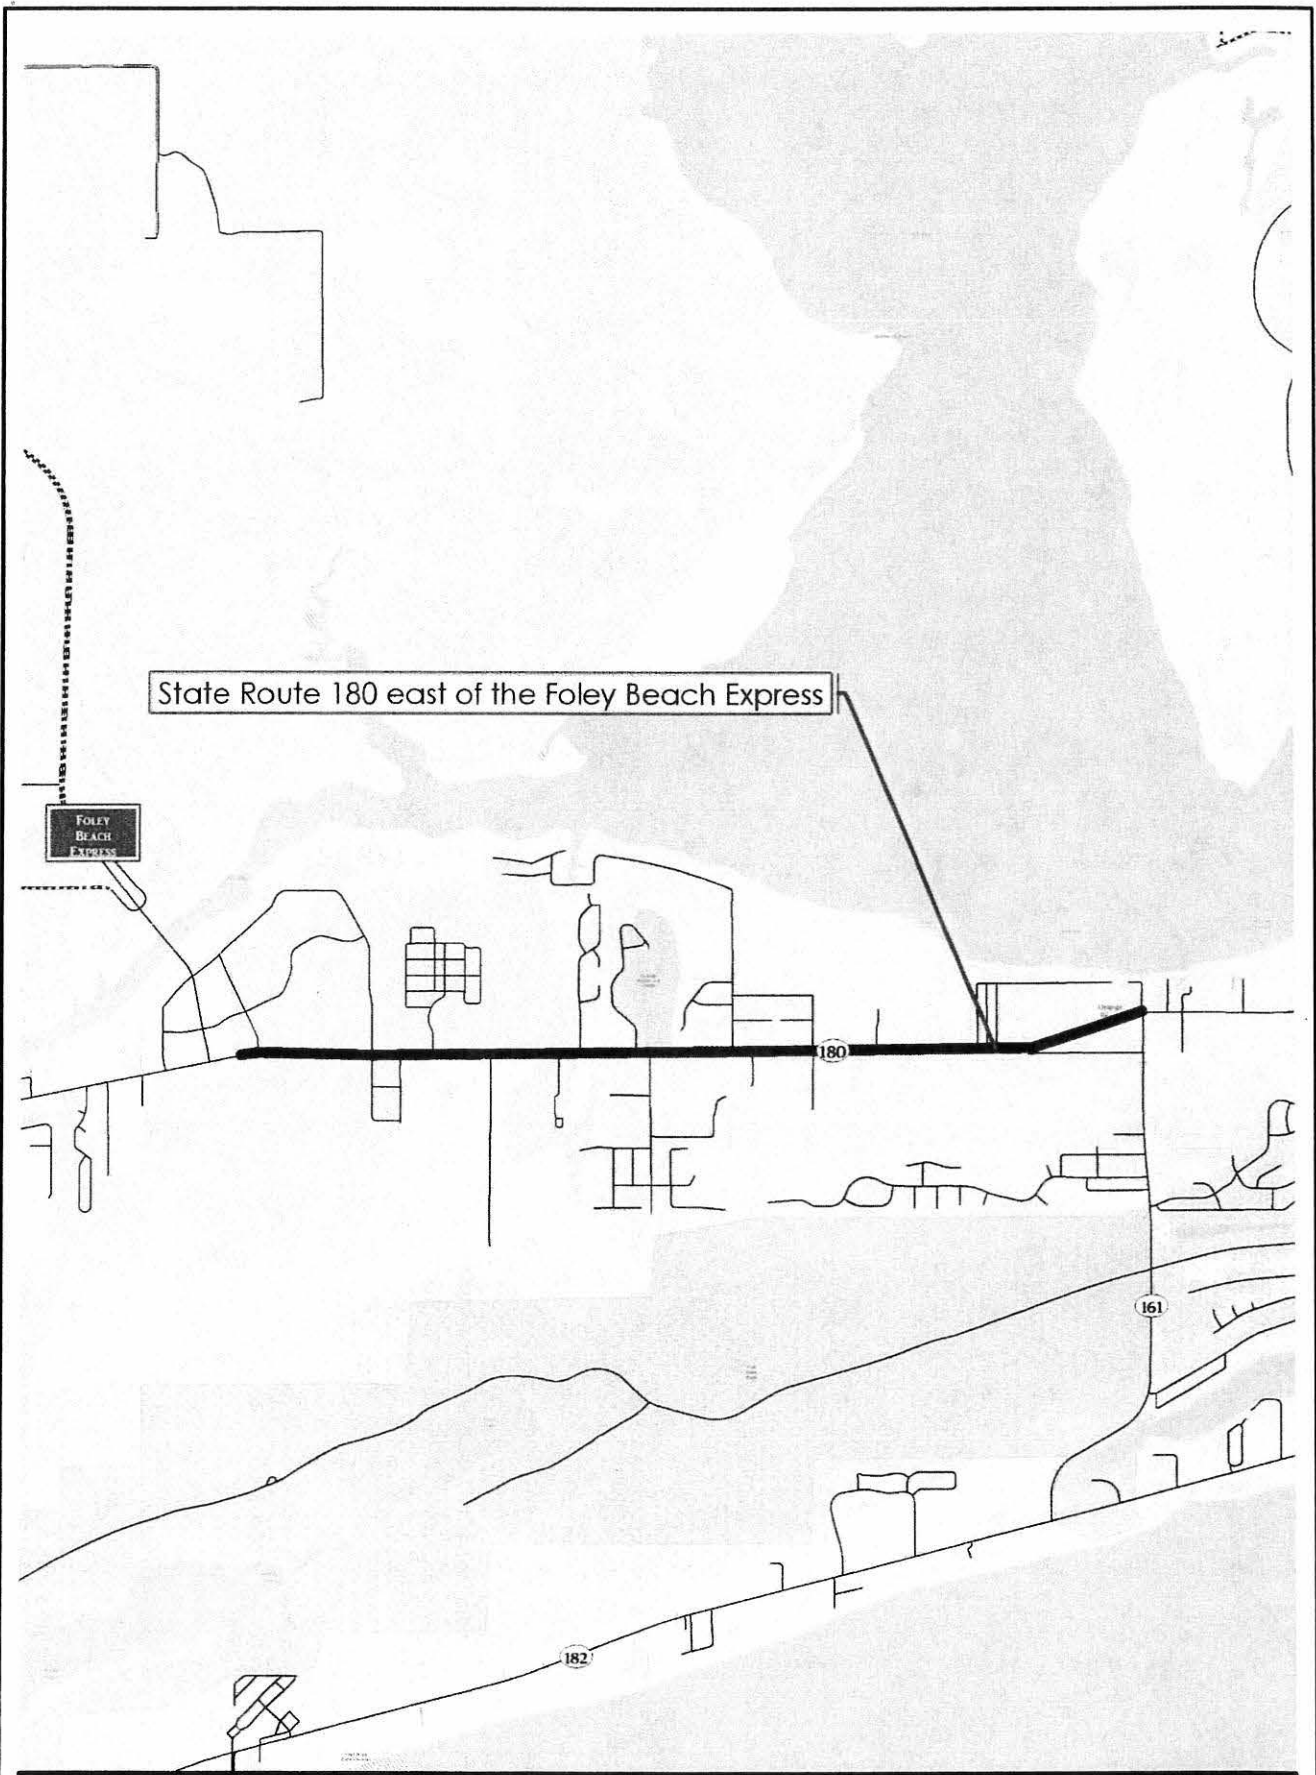 State Route 180 east of the Foley Beach Express
FOLEY
BEACH
EXPRESS
180
161
182